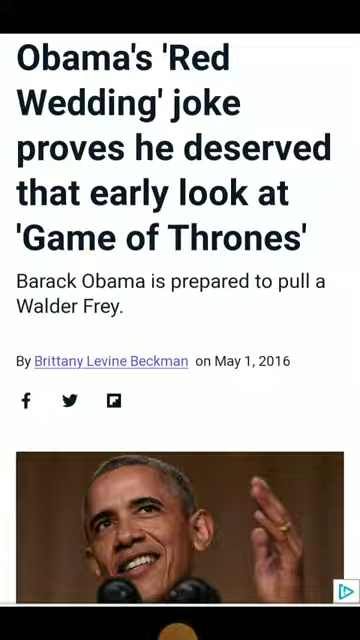 Obama's 'Red
Wedding' joke
proves he deserved
that early look at
'Game of Thrones'
Barack Obama is prepared to pull a
Walder Frey.
By Brittany Levine Beckman on May 1, 2016